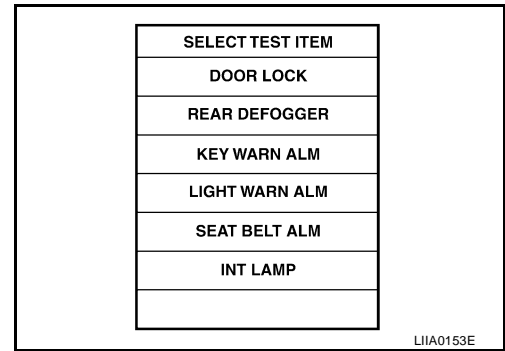 SELECT TEST ITEM
DOOR LOCK
REAR DEFOGGER
KEY WARN ALM
LIGHT WARN ALM
SEAT BELT ALM
INT LAMP
LIIA0153E